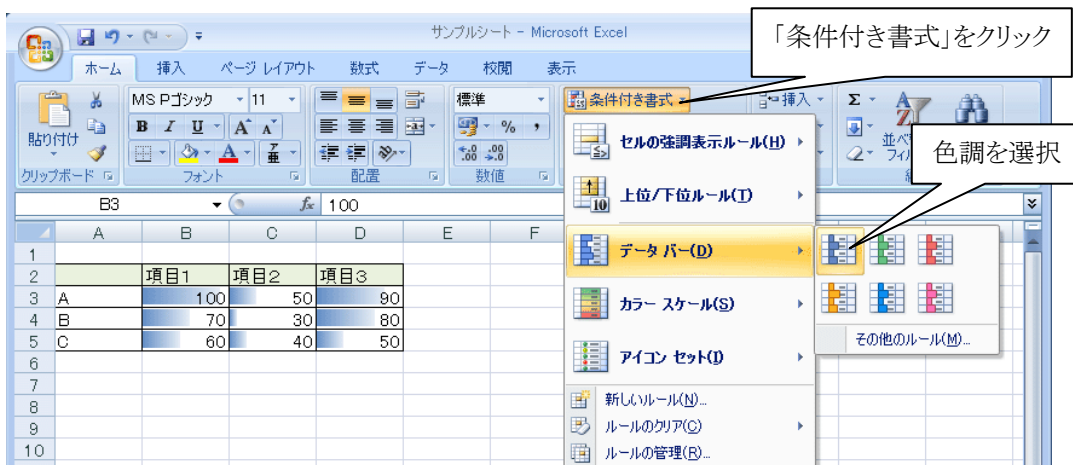 サンプルシート - Microsoft Excel
「条件付き書式」をクリック
ホーム 挿入 ページ レイアウト 数式 データ 校閲 表示
MS Pゴシック 11 標準 条件付き書式 挿入 Σ
貼り付け B I U A A % ,
A 並べ
クリップボード フォント 配置 数値
色調を選択
B3 fx 100
A B C D E F
1
2 項目1 項目2 項目3
3 A 100 50 90
4 B 70 30 80
5 C 60 40 50
6
7
8
9
10
セルの強調表示ルール(H)
上位/下位ルール(T)
データ バー(D)
カラー スケール(S)
アイコン セット(I)
新しいルール(N)...
ルールのクリア(C)
ルールの管理(R)...
その他のルール(M)...